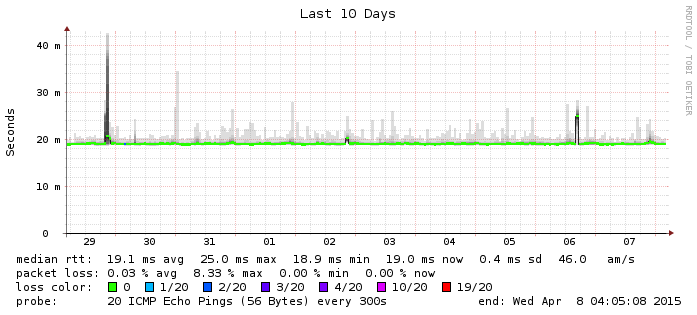 Last 10 Days
RRDTOOL / TOBI OETIKER
Seconds
40 m
30 m
20 m
10 m
0
29 30 31 01 02 03 04 05 06 07
median rtt: 19.1 ms avg 25.0 ms max 18.9 ms min 19.0 ms now 0.4 ms sd 46.0 am/s
packet loss: 0.03 % avg 8.33 % max 0.00 % min 0.00 % now
loss color: 0 1/20 2/20 3/20 4/20 10/20 19/20
probe: 20 ICMP Echo Pings (56 Bytes) every 300s end: Wed Apr 8 04:05:08 2015